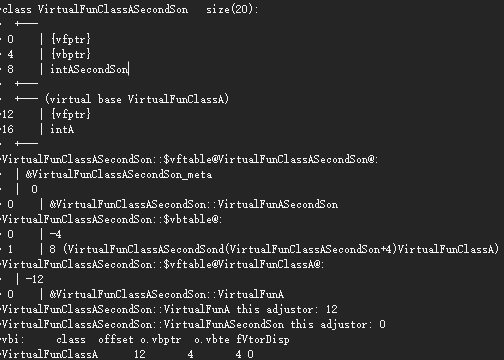 class VirtualFunClassASecondSon size(20):
+---
0 | {vfptr}
4 | {vbptr}
8 | intASecondSon
+---
+--- (virtual base VirtualFunClassA)
12 | {vfptr}
16 | intA
+---
VirtualFunClassASecondSon::$vftable@VirtualFunClassASecondSon@:
| &VirtualFunClassASecondSon_meta
| 0
0 | &VirtualFunClassASecondSon::VirtualFunASecondSon
VirtualFunClassASecondSon::$vbtable@:
0 | -4
1 | 8 (VirtualFunClassASecondSond(VirtualFunClassASecondSon+4)VirtualFunClassA)
VirtualFunClassASecondSon::$vftable@VirtualFunClassA@:
| -12
0 | &VirtualFunClassASecondSon::VirtualFunA
VirtualFunClassASecondSon::VirtualFunA this adjustor: 12
VirtualFunClassASecondSon::VirtualFunASecondSon this adjustor: 0
vbi: class offset o.vbptr o.vbte fVtorDisp
VirtualFunClassA 12 4 4 0